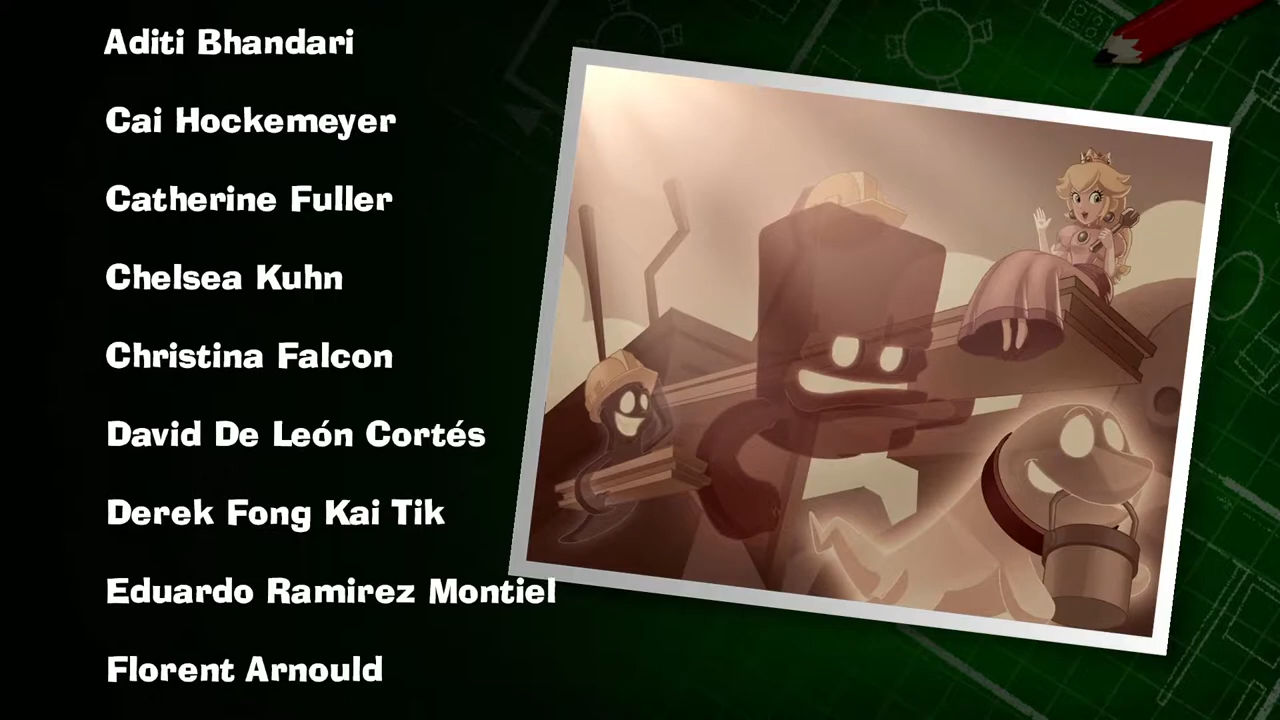 Aditi Bhandari
Cai Hockemeyer
Catherine Fuller
Chelsea Kuhn
Christina Falcon
David De León Cortés
Derek Fong Kai Tik
Eduardo Ramirez Montiel
Florent Arnould